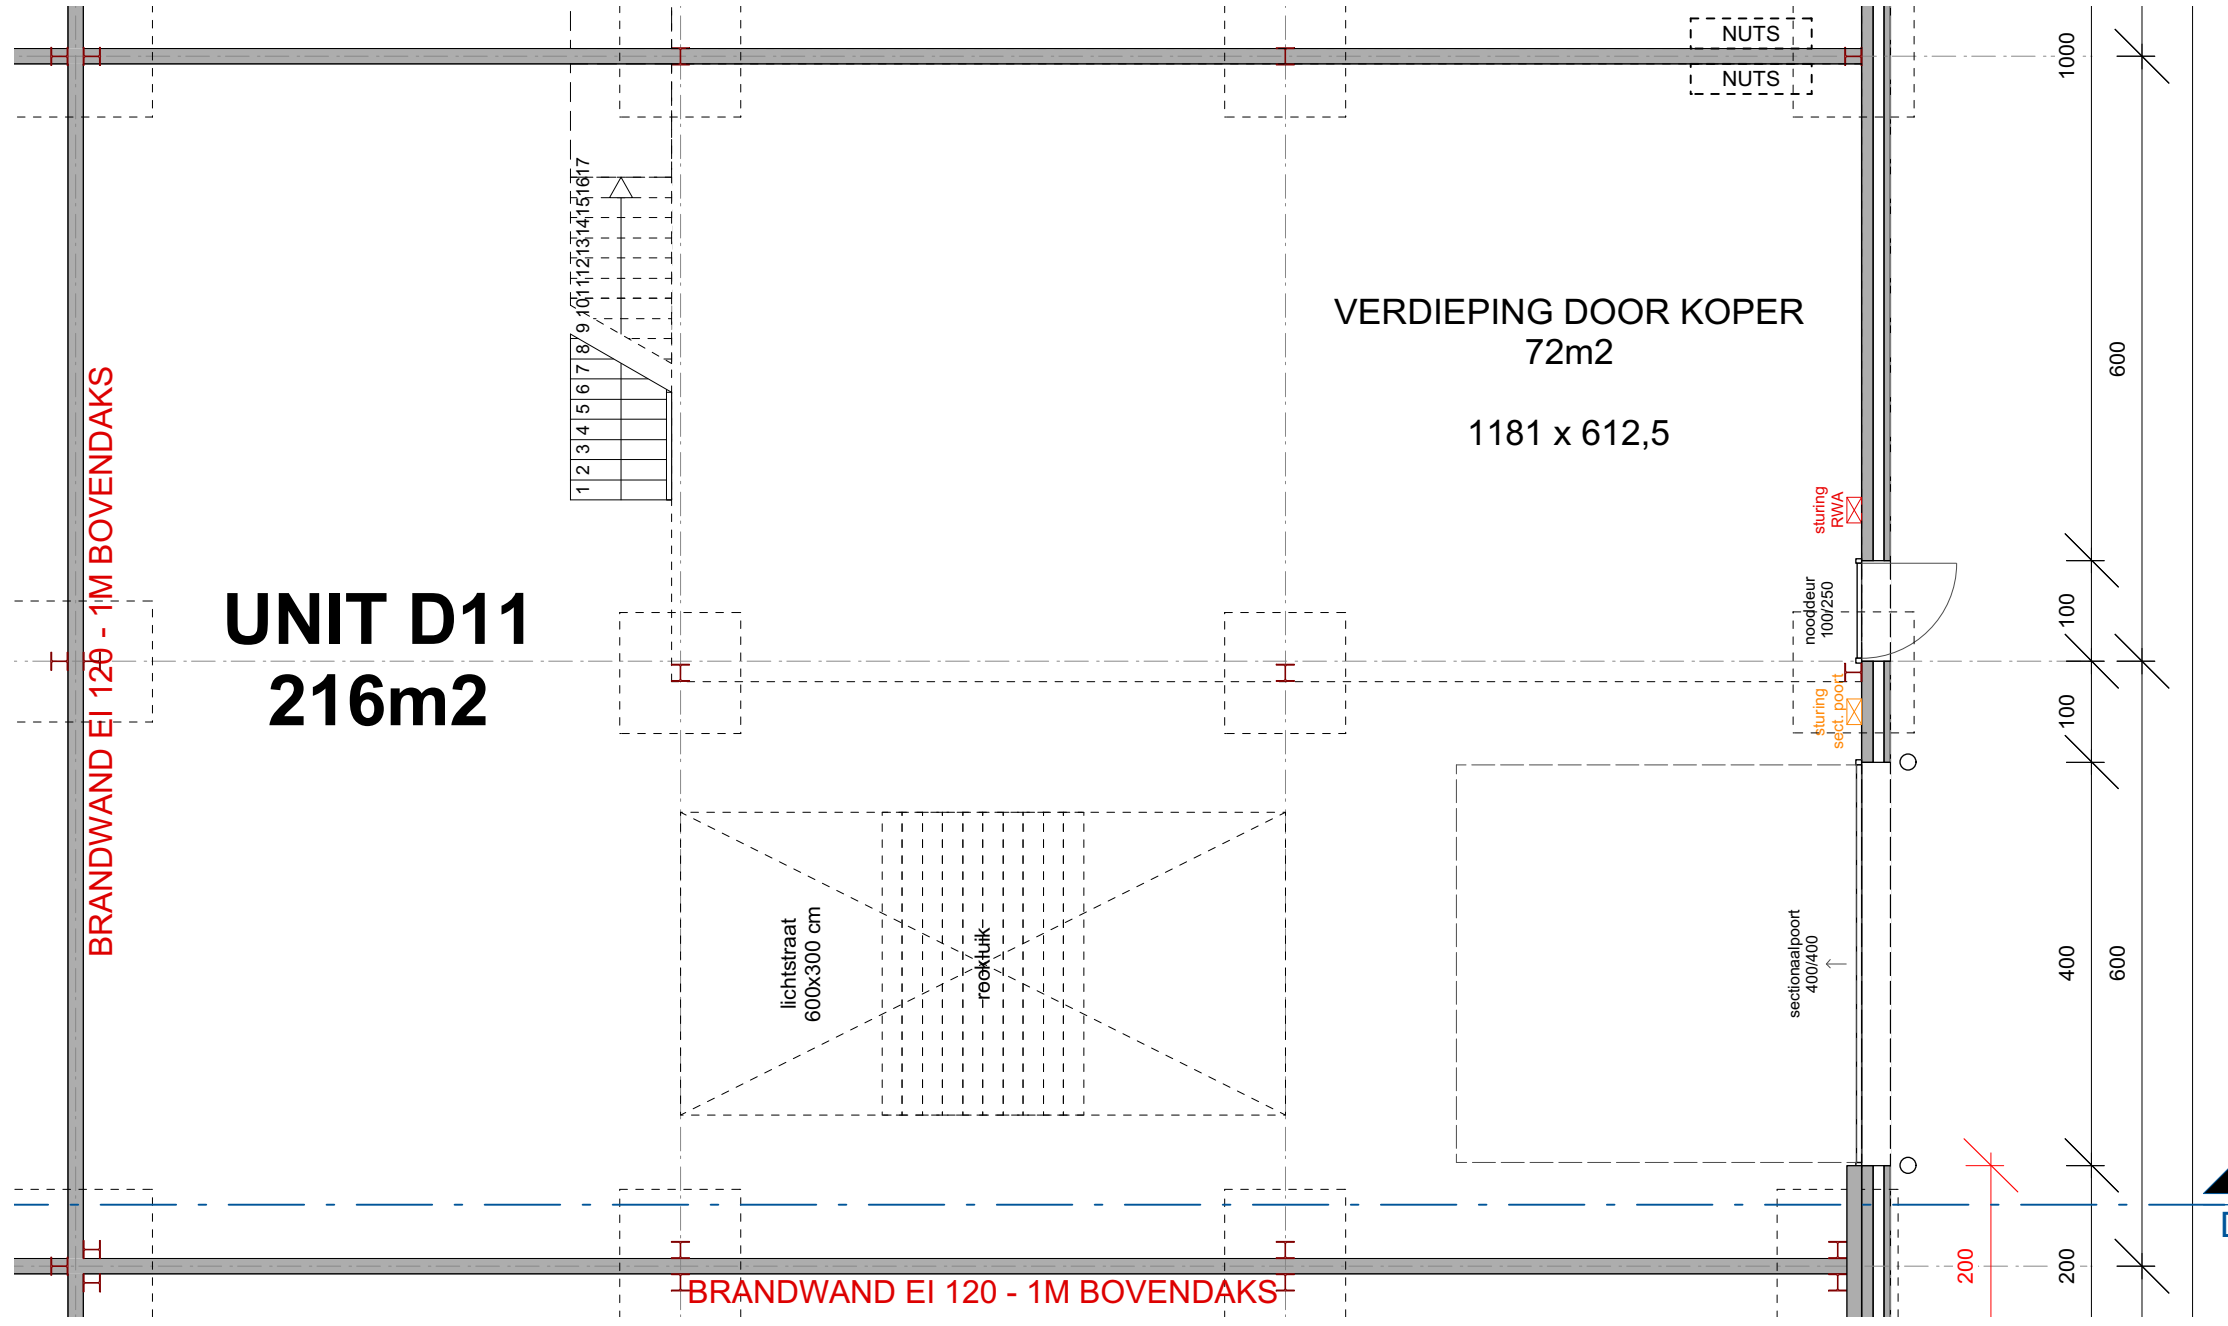 NUTS
NUTS
1000
17
16
15
14
13
12
11
10
9
8
7
6
5
4
3
2
1
VERDIEPING DOOR KOPER
72m2
1181 x 612,5
600
BRANDWAND EI 120 - 1M BOVENDAKS
sturing
RWA
UNIT D11
216m2
nooddeur
100/250
100
sturing
sect. poort
100
lichtstraat
600x300 cm
rookluik
sectionaalpoort
400/400
400
600
200
200
BRANDWAND EI 120 - 1M BOVENDAKS